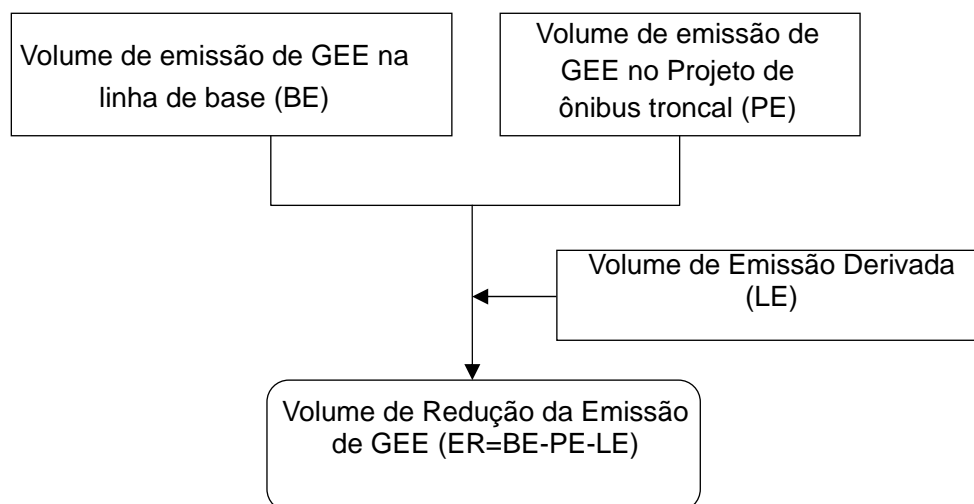 Volume de emissão de GEE na
linha de base (BE)
Volume de emissão de
GEE no Projeto de
ônibus troncal (PE)
Volume de Emissão Derivada
(LE)
Volume de Redução da Emissão
de GEE (ER=BE-PE-LE)